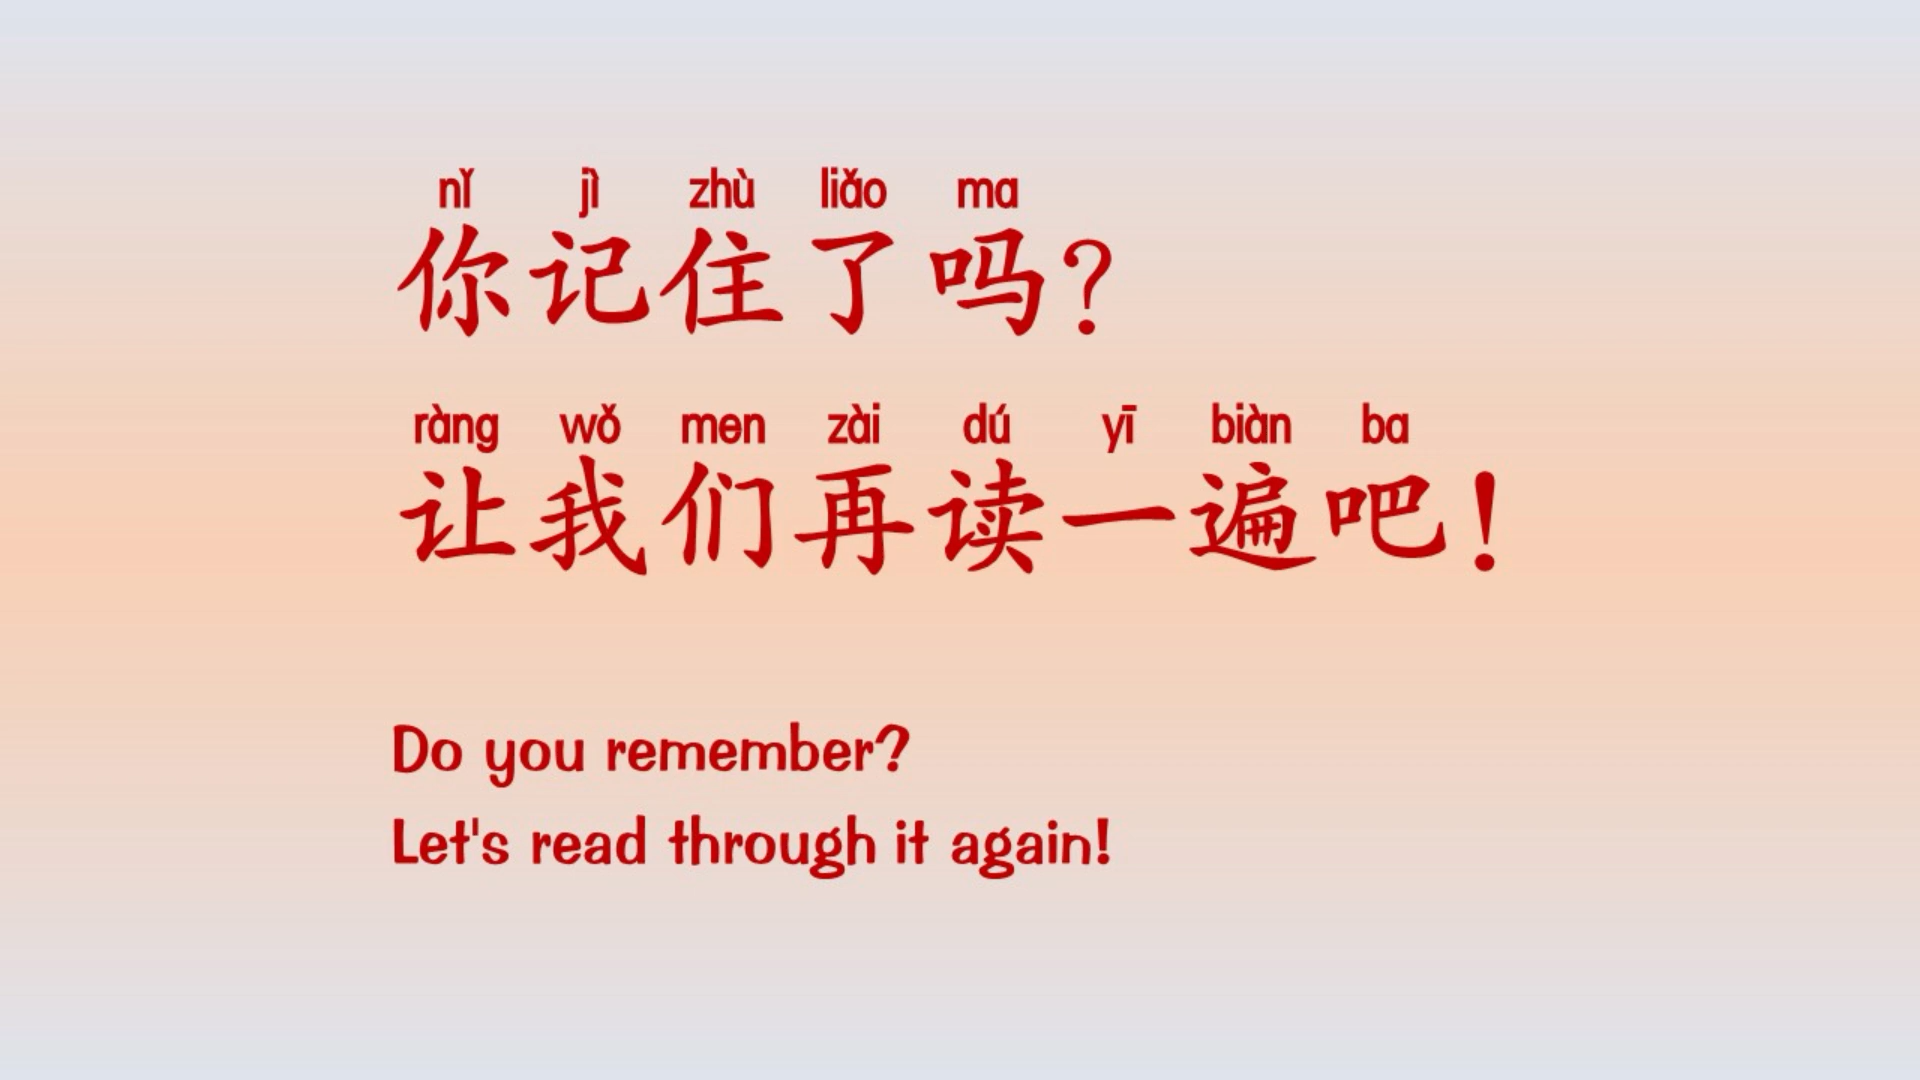 nǐ jì zhù liǎo ma
你记住了吗?
ràng wǒ men zài dú yī biàn ba
让我们再读一遍吧!
Do you remember?
Let's read through it again!